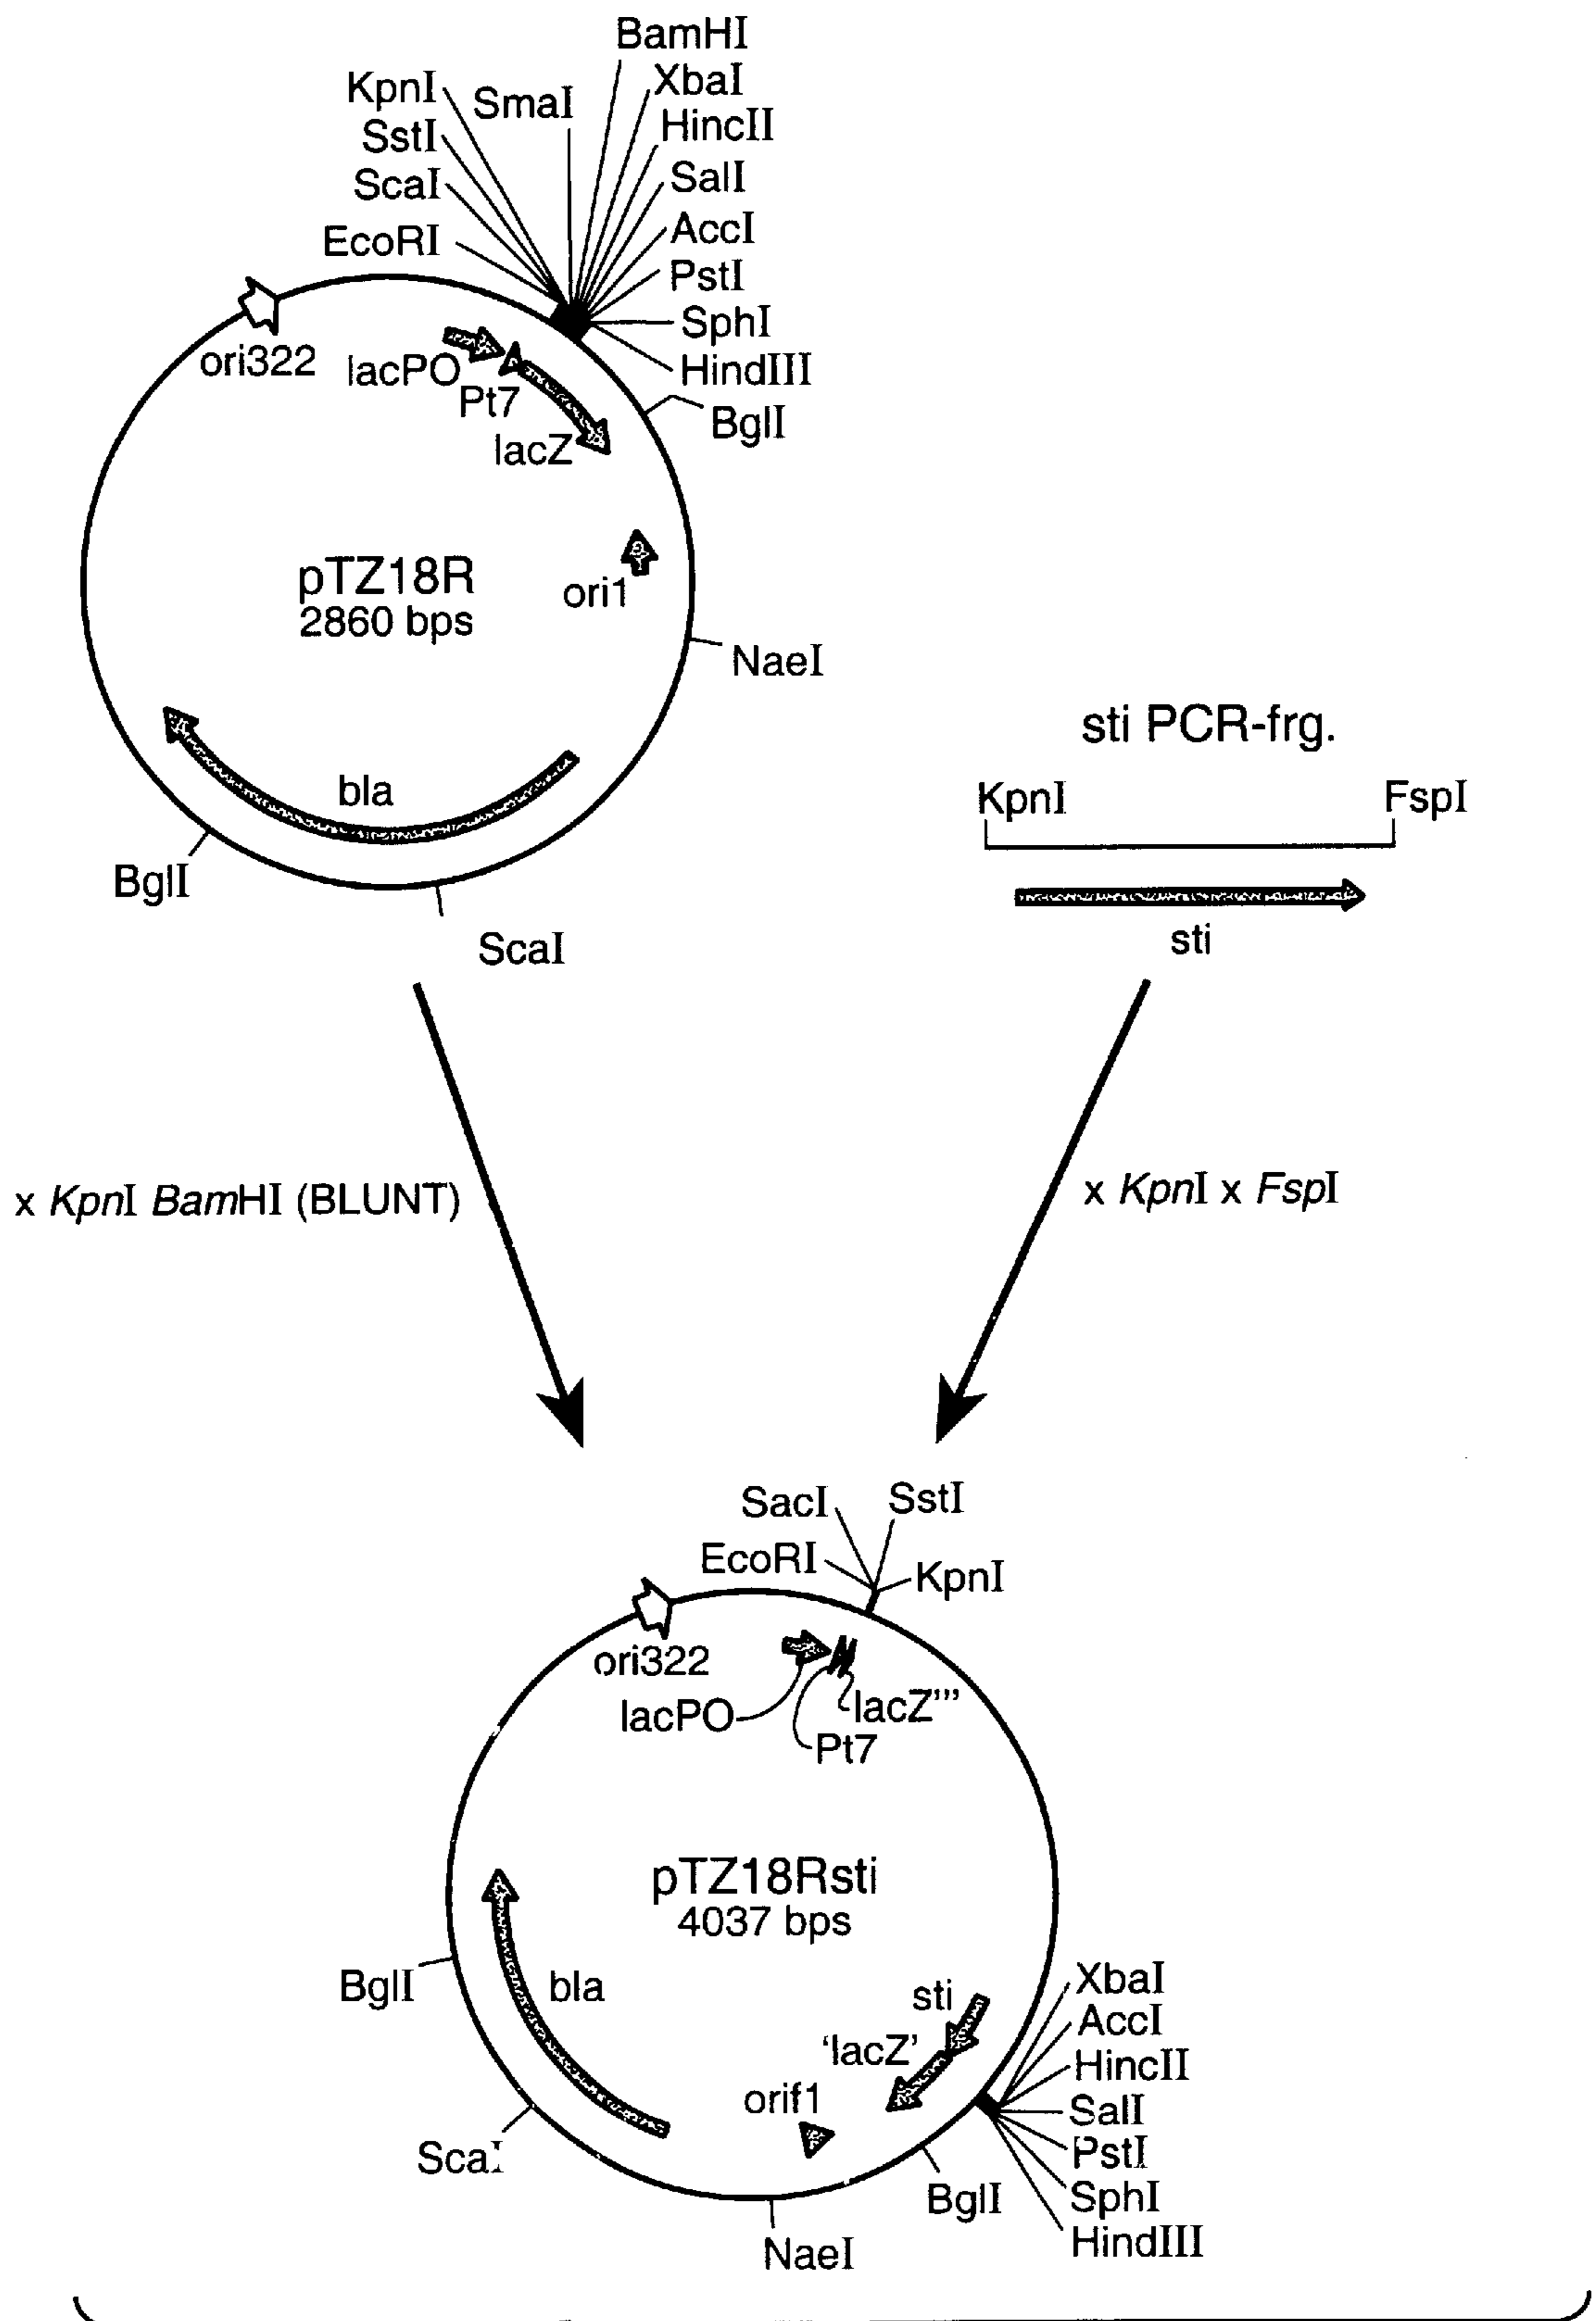 BamHI
KpnI
SmaI
XbaI
SstI
HincII
ScaI
SalI
EcoRI
AccI
PstI
SphI
HindIII
BglI
ori322
lacPO
Pt7
lacZ
pTZ18R
2860 bps
ori1
NaeI
bla
BglI
ScaI
sti PCR-frg.
KpnI
FspI
sti
x KpnI BamHI (BLUNT)
x KpnI x FspI
SacI
SstI
EcoRI
KpnI
ori322
lacPO
lacZ'''
Pt7
pTZ18Rsti
4037 bps
BglI
bla
sti
'lacZ'
orif1
XbaI
AccI
HincII
SalI
PstI
SphI
HindIII
ScaI
BglI
NaeI